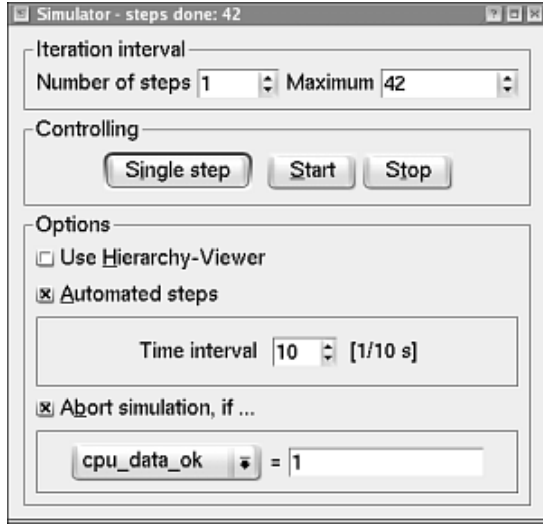 Simulator - steps done: 42
Iteration interval
Number of steps 1 Maximum 42
Controlling
Single step Start Stop
Options
Use Hierarchy-Viewer
Automated steps
Time interval 10 [1/10 s]
Abort simulation, if ...
cpu_data_ok = 1